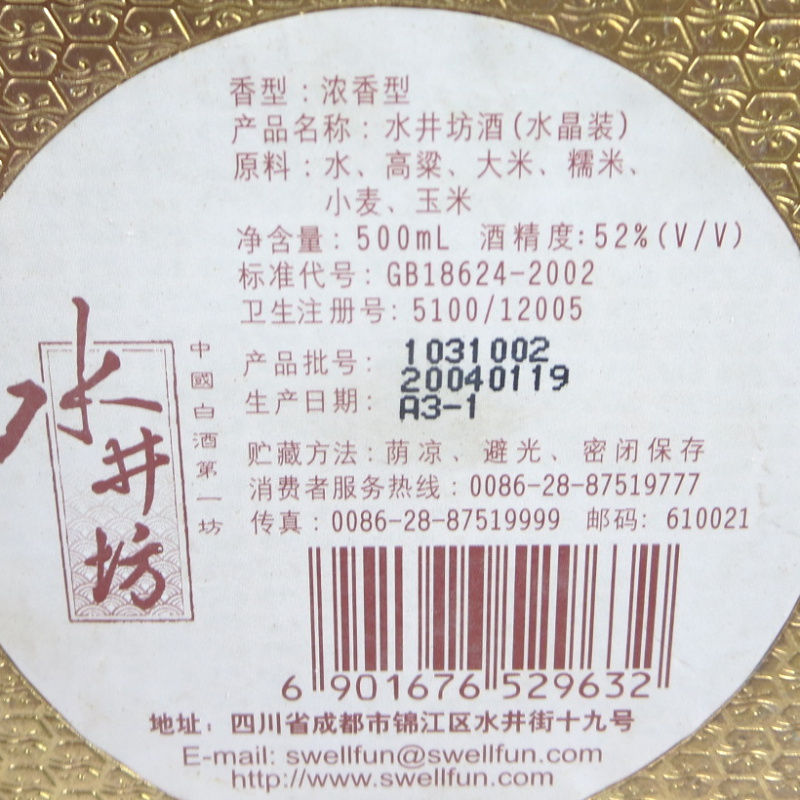 香型：浓香型
产品名称：水井坊酒(水晶装)
原料：水、高粱、大米、糯米、
小麦、玉米
净含量：500mL 酒精度：52%(V/V)
标准代号：GB18624-2002
卫生注册号：5100/12005
产品批号：1031002
20040119
生产日期：A3-1
贮藏方法：荫凉、避光、密闭保存
消费者服务热线：0086-28-87519777
传真：0086-28-87519999 邮码：610021
水井坊
中國白酒第一坊
6 901676 529632
地址：四川省成都市锦江区水井街十九号
E-mail: swellfun@swellfun.com
http://www.swellfun.com